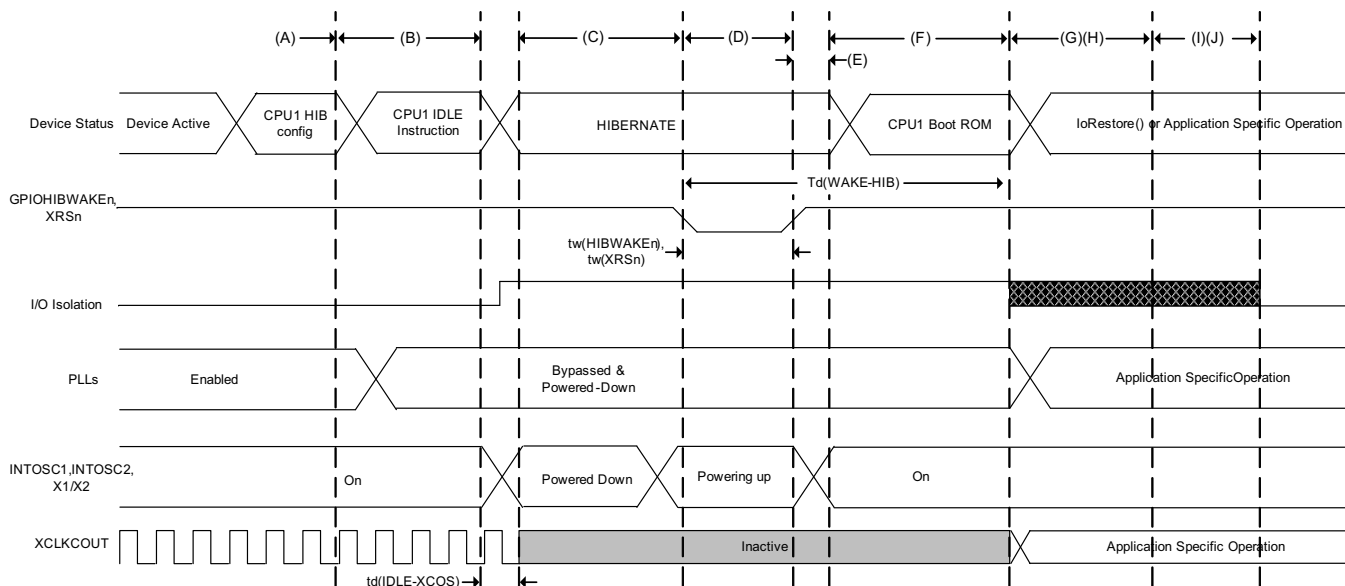 (A)
(B)
(C)
(D)
(E)
(F)
(G)(H)
(I)(J)
Device Status
Device Active
CPU1 HIB
config
CPU1 IDLE
Instruction
HIBERNATE
CPU1 Boot ROM
IoRestore() or Application Specific Operation
Td(WAKE-HIB)
GPIOHIBWAKEn,
XRSn
tw(HIBWAKEn),
tw(XRSn)
I/O Isolation
PLLs
Enabled
Bypassed &
Powered-Down
Application SpecificOperation
INTOSC1,INTOSC2,
X1/X2
On
Powered Down
Powering up
On
XCLKCOUT
Inactive
Application Specific Operation
td(IDLE-XCOS)